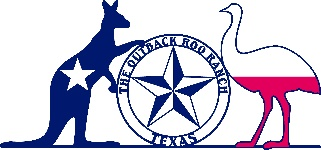 THE OUTBACK ROO RANCH
TEXAS